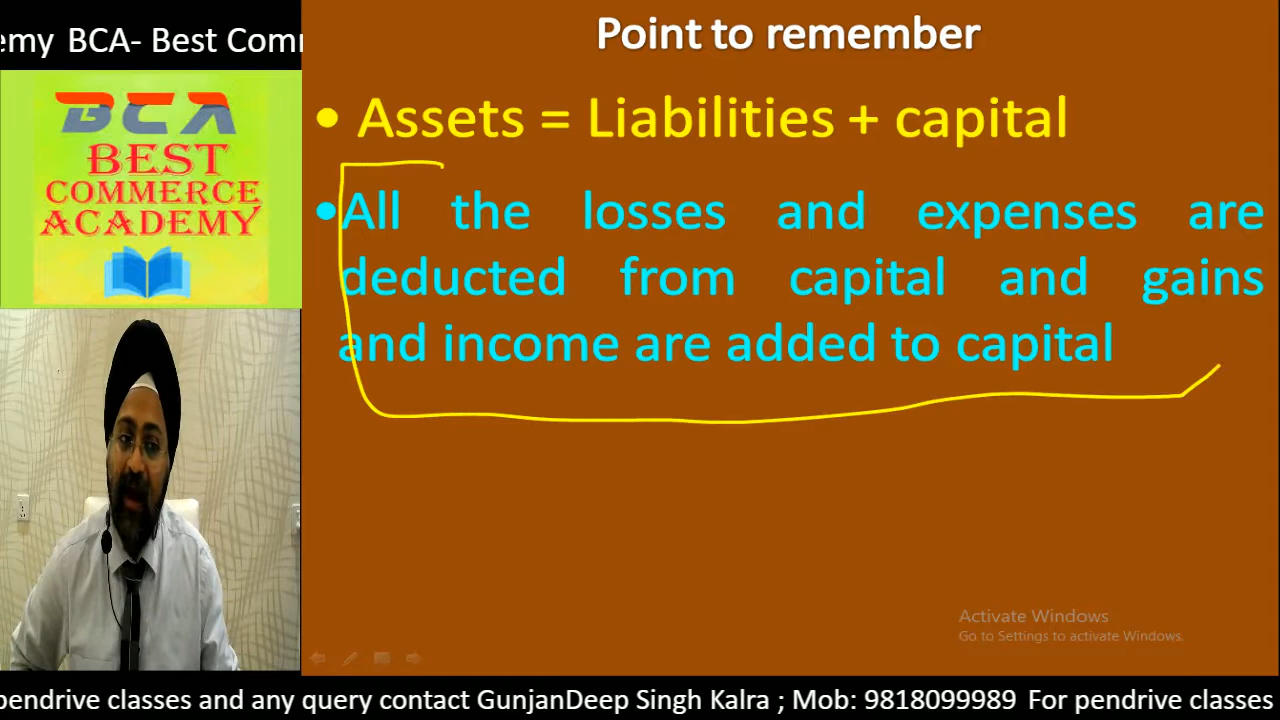 emy BCA- Best Comm
Point to remember
BCA
BEST
COMMERCE
ACADEMY
• Assets = Liabilities + capital
•All the losses and expenses are
deducted from capital and gains
and income are added to capital
Activate Windows
Go to Settings to activate Windows.
pendrive classes and any query contact GunjanDeep Singh Kalra ; Mob: 9818099989 For pendrive classes